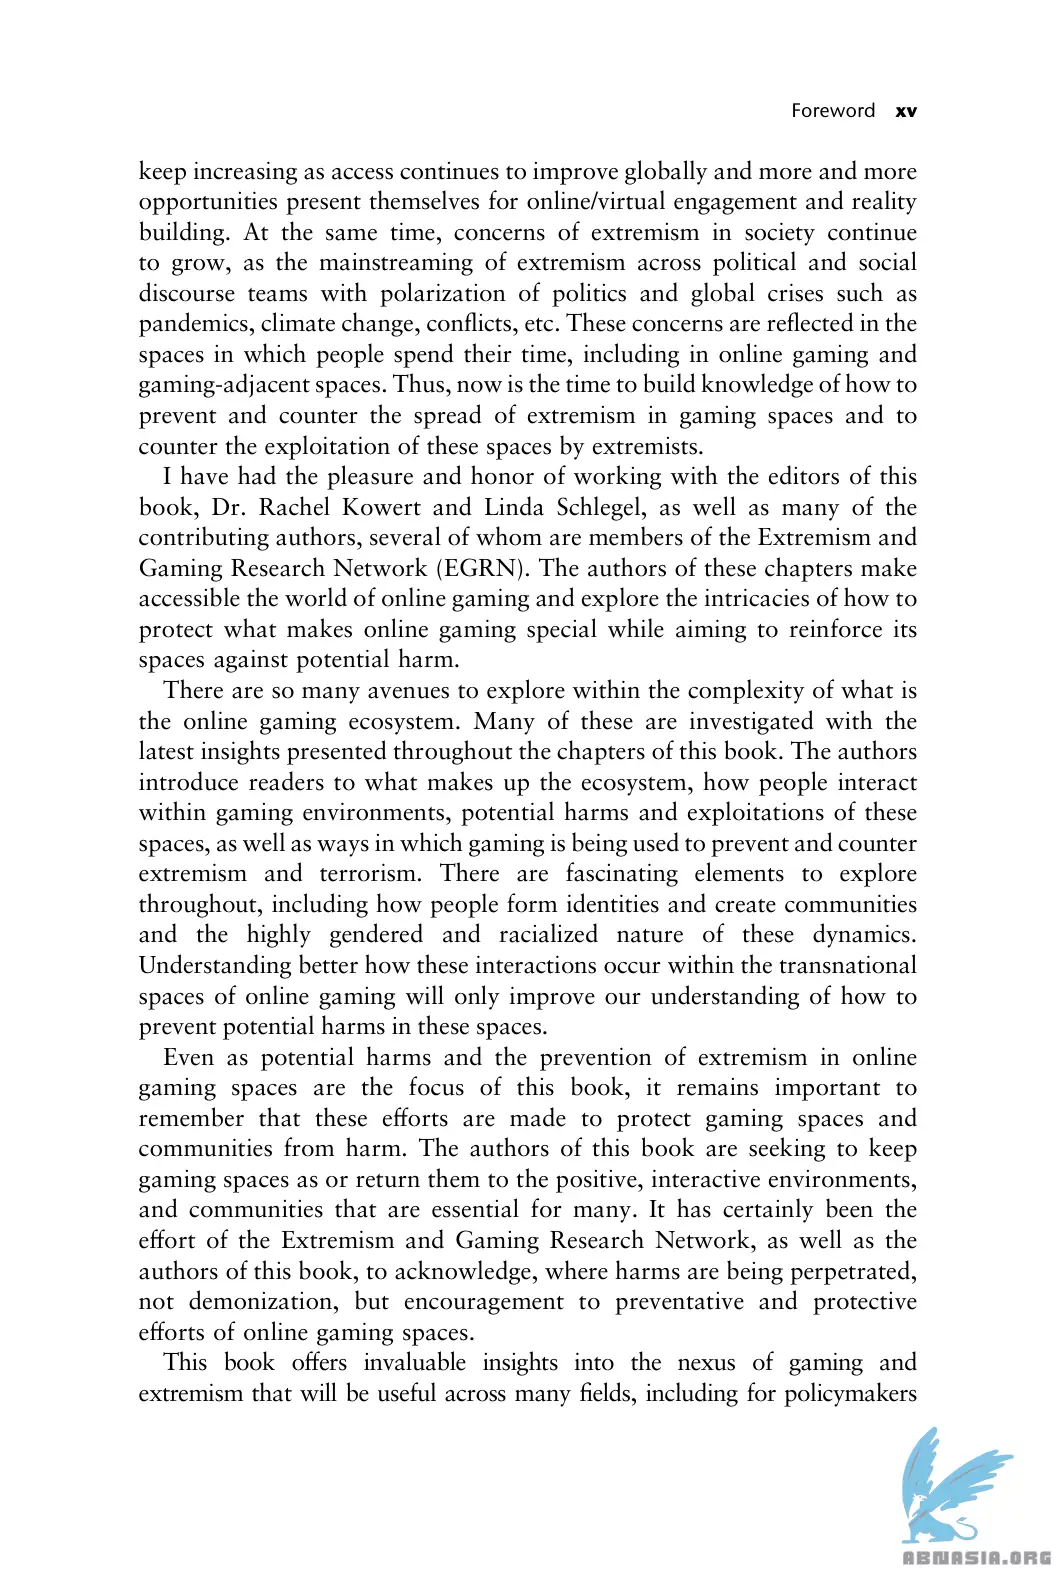 Foreword xv
keep increasing as access continues to improve globally and more and more
opportunities present themselves for online/virtual engagement and reality
building. At the same time, concerns of extremism in society continue
to grow, as the mainstreaming of extremism across political and social
discourse teams with polarization of politics and global crises such as
pandemics, climate change, conflicts, etc. These concerns are reflected in the
spaces in which people spend their time, including in online gaming and
gaming-adjacent spaces. Thus, now is the time to build knowledge of how to
prevent and counter the spread of extremism in gaming spaces and to
counter the exploitation of these spaces by extremists.
I have had the pleasure and honor of working with the editors of this
book, Dr. Rachel Kowert and Linda Schlegel, as well as many of the
contributing authors, several of whom are members of the Extremism and
Gaming Research Network (EGRN). The authors of these chapters make
accessible the world of online gaming and explore the intricacies of how to
protect what makes online gaming special while aiming to reinforce its
spaces against potential harm.
There are so many avenues to explore within the complexity of what is
the online gaming ecosystem. Many of these are investigated with the
latest insights presented throughout the chapters of this book. The authors
introduce readers to what makes up the ecosystem, how people interact
within gaming environments, potential harms and exploitations of these
spaces, as well as ways in which gaming is being used to prevent and counter
extremism and terrorism. There are fascinating elements to explore
throughout, including how people form identities and create communities
and the highly gendered and racialized nature of these dynamics.
Understanding better how these interactions occur within the transnational
spaces of online gaming will only improve our understanding of how to
prevent potential harms in these spaces.
Even as potential harms and the prevention of extremism in online
gaming spaces are the focus of this book, it remains important to
remember that these efforts are made to protect gaming spaces and
communities from harm. The authors of this book are seeking to keep
gaming spaces as or return them to the positive, interactive environments,
and communities that are essential for many. It has certainly been the
effort of the Extremism and Gaming Research Network, as well as the
authors of this book, to acknowledge, where harms are being perpetrated,
not demonization, but encouragement to preventative and protective
efforts of online gaming spaces.
This book offers invaluable insights into the nexus of gaming and
extremism that will be useful across many fields, including for policymakers
ABNASIA.ORG